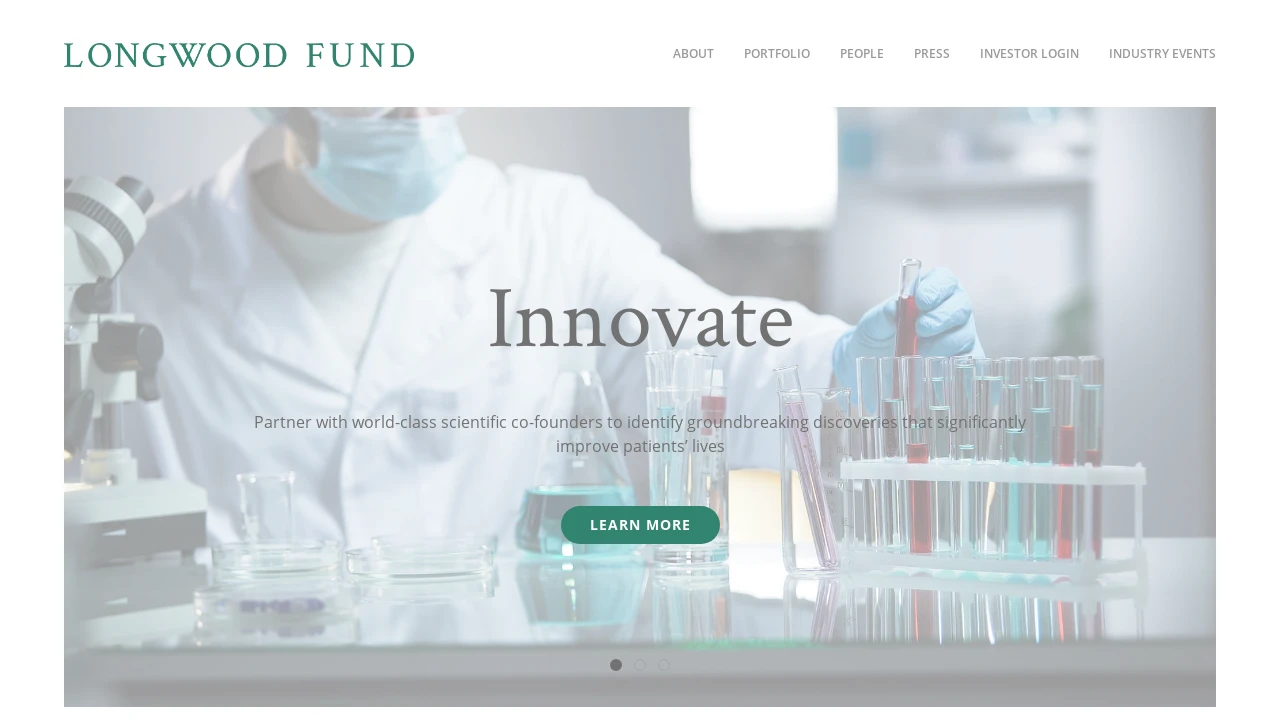 LONGWOOD FUND
ABOUT PORTFOLIO PEOPLE PRESS INVESTOR LOGIN INDUSTRY EVENTS
Innovate
Partner with world-class scientific co-founders to identify groundbreaking discoveries that significantly
improve patients’ lives
LEARN MORE